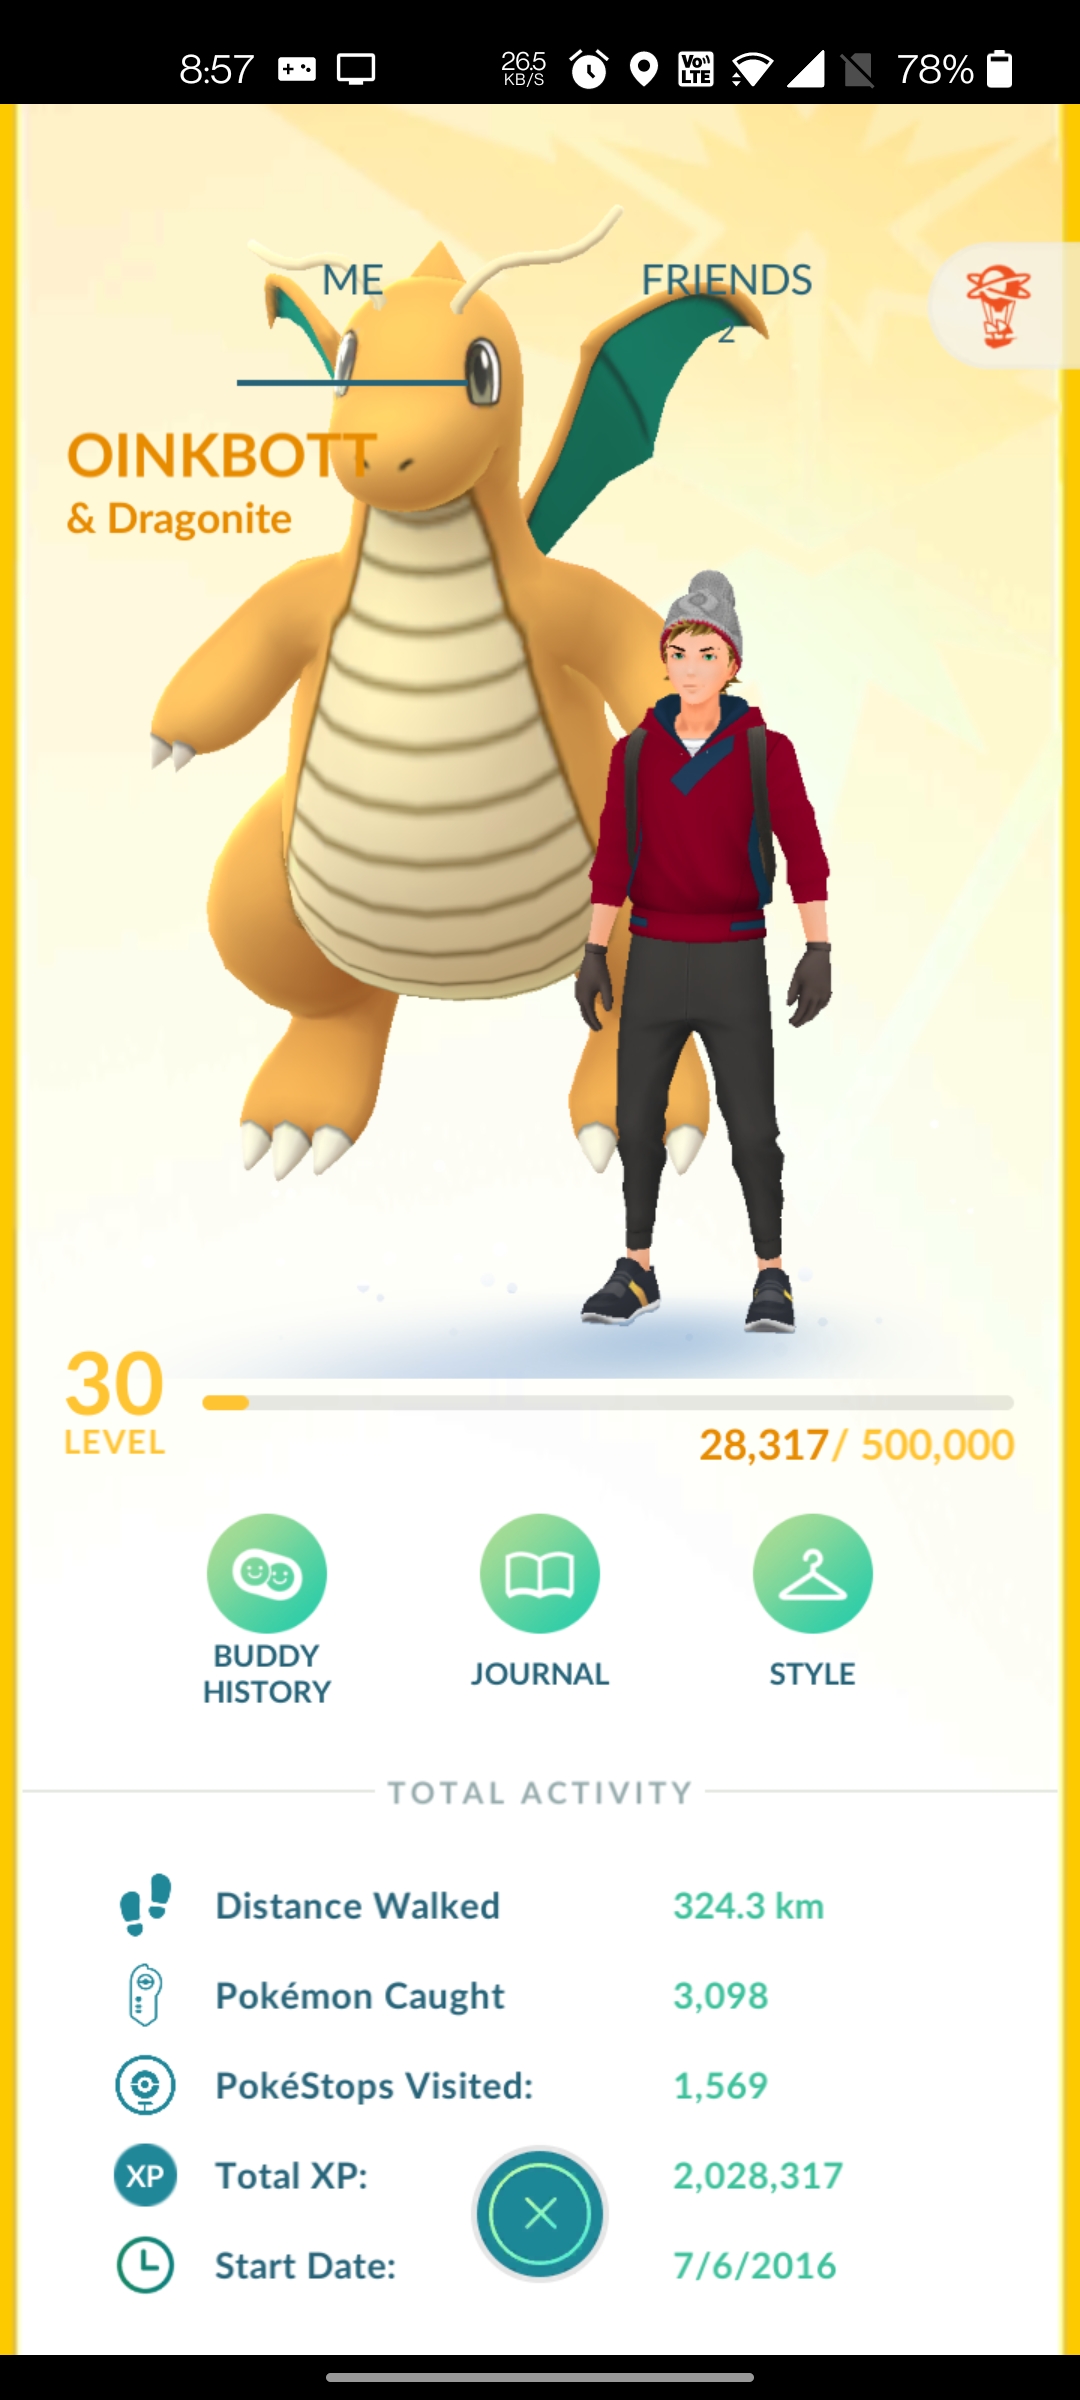 8:57
26.5
KB/S
Vo))
LTE
78%
ME
FRIENDS
2
OINKBOTT
& Dragonite
30
LEVEL
28,317/ 500,000
BUDDY
HISTORY
JOURNAL
STYLE
TOTAL ACTIVITY
Distance Walked
324.3 km
Pokémon Caught
3,098
PokéStops Visited:
1,569
XP
Total XP:
2,028,317
Start Date:
7/6/2016